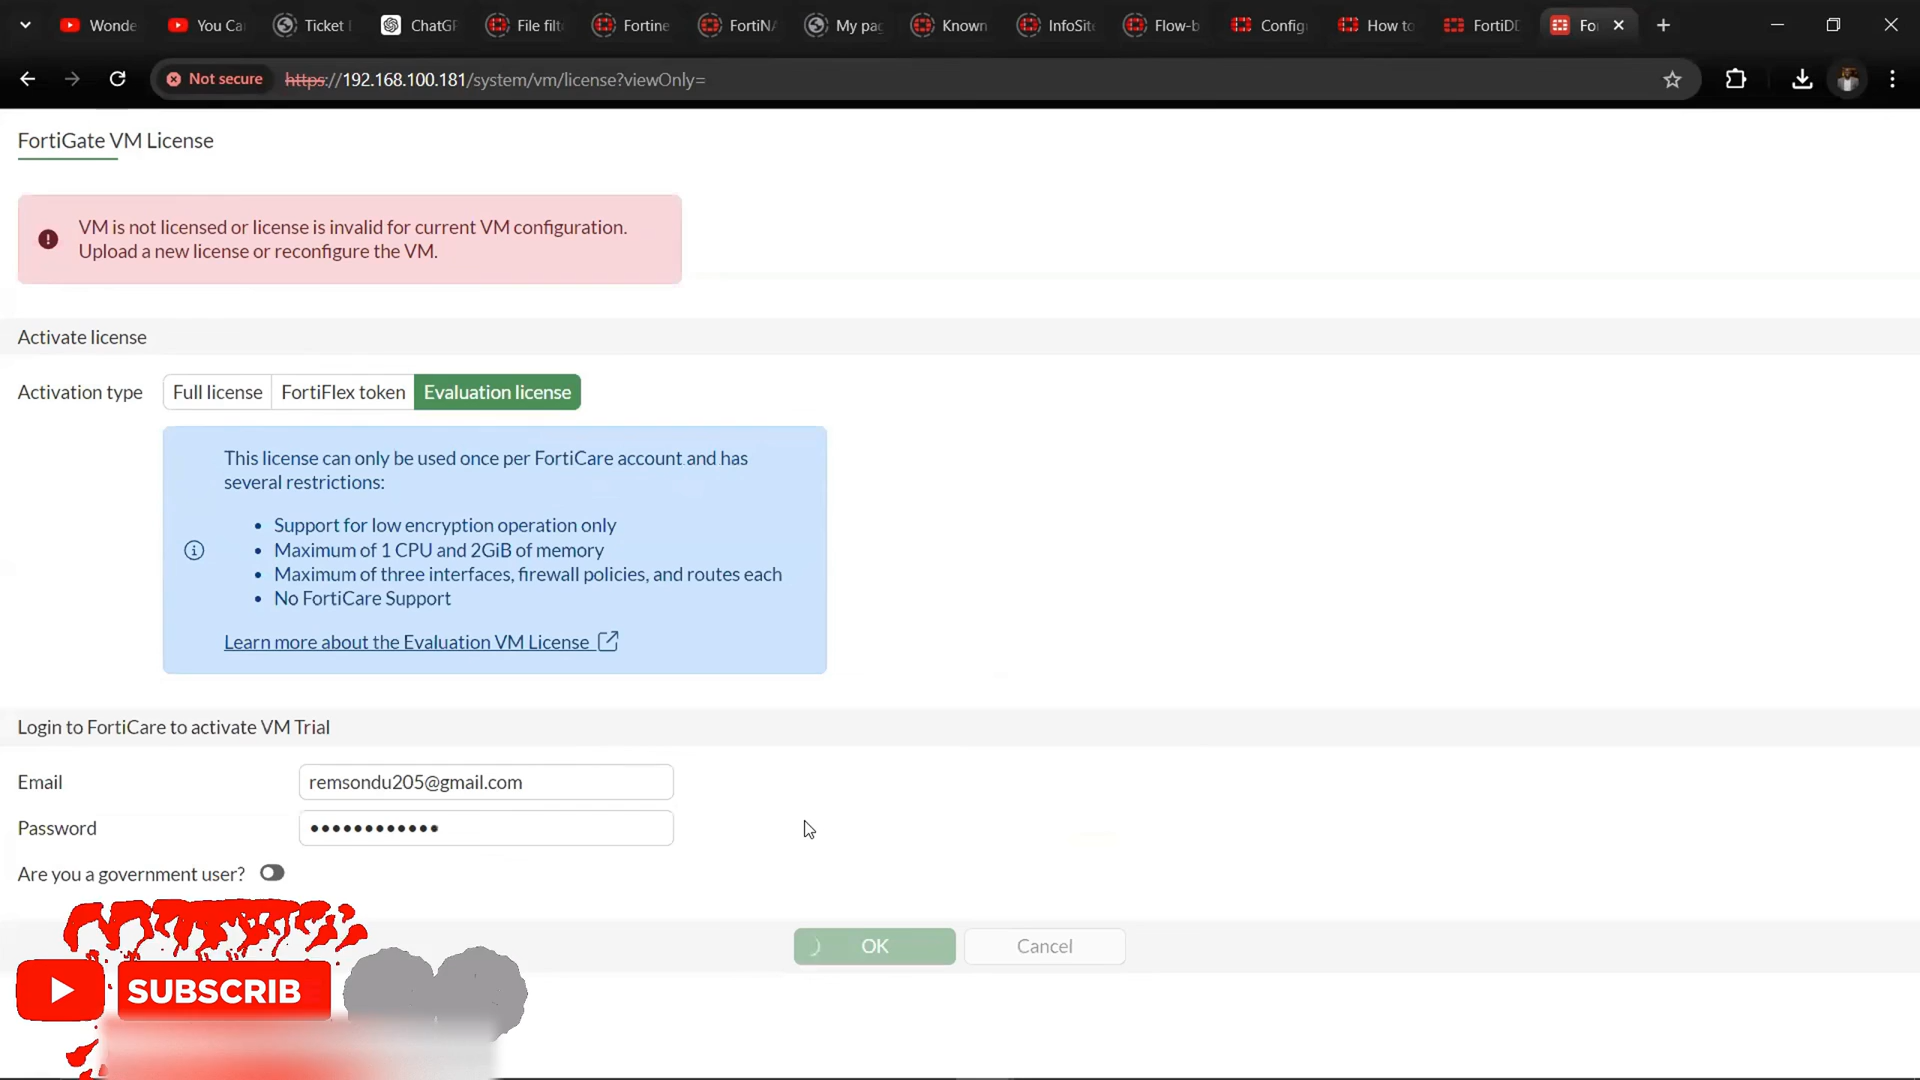 Wonde
You Ca
Ticket
ChatGP
File filt
Fortine
FortiNA
My pag
Known
InfoSite
Flow-b
Config
How to
FortiDD
Fo
Not secure
https://192.168.100.181/system/vm/license?viewOnly=
FortiGate VM License
VM is not licensed or license is invalid for current VM configuration.
Upload a new license or reconfigure the VM.
Activate license
Activation type
Full license
FortiFlex token
Evaluation license
This license can only be used once per FortiCare account and has
several restrictions:
• Support for low encryption operation only
• Maximum of 1 CPU and 2GiB of memory
• Maximum of three interfaces, firewall policies, and routes each
• No FortiCare Support
Learn more about the Evaluation VM License
Login to FortiCare to activate VM Trial
Email
remsondu205@gmail.com
Password
••••••••••••
Are you a government user?
OK
Cancel
SUBSCRIB